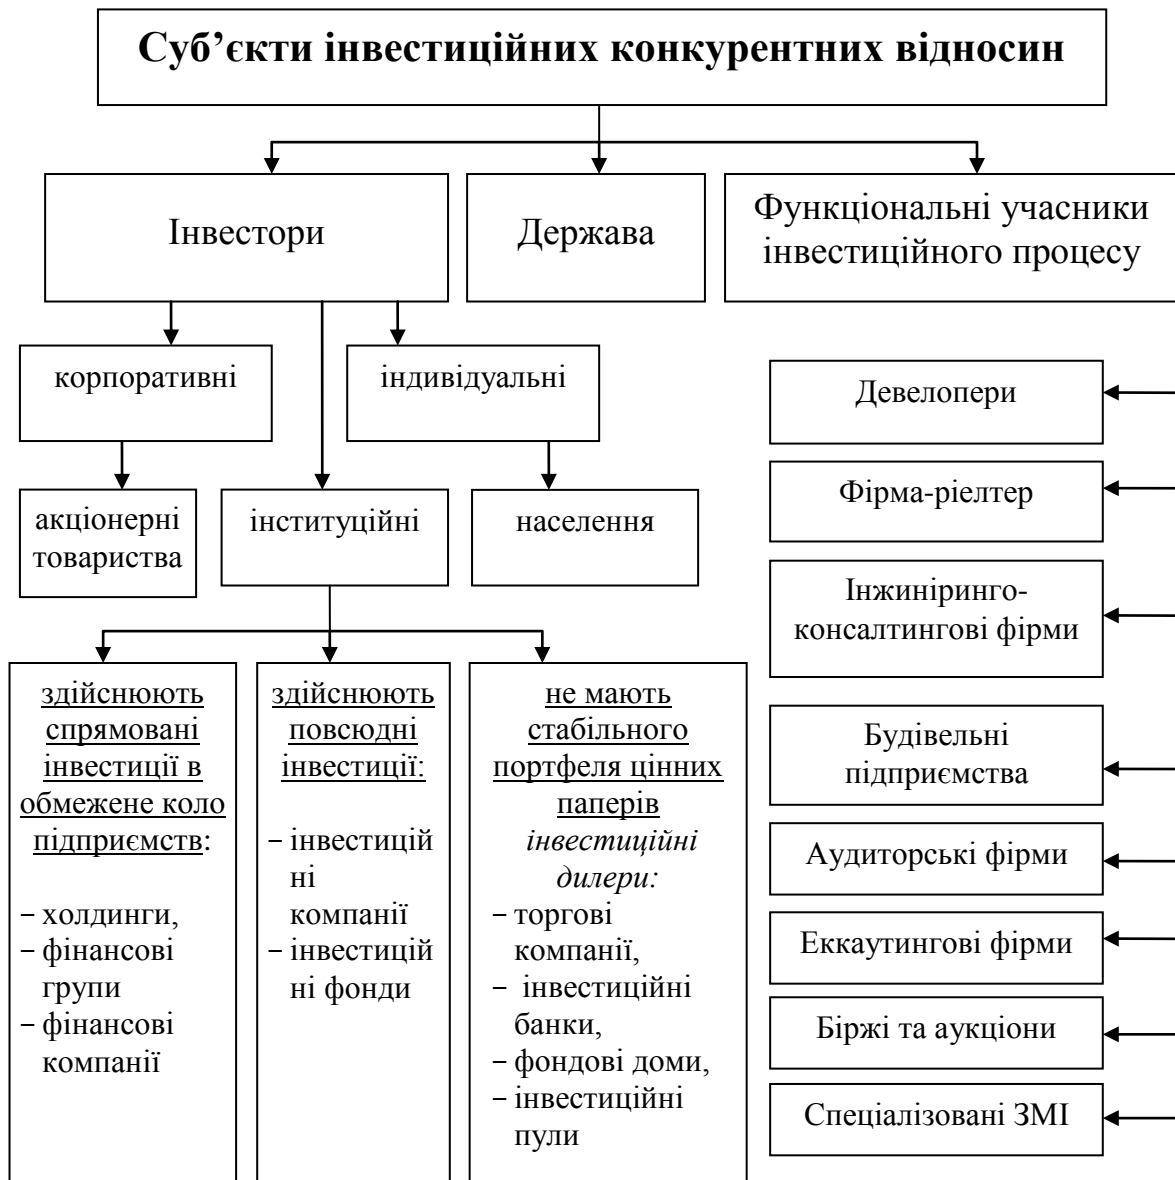 Суб’єкти інвестиційних конкурентних відносин
Інвестори
Держава
Функціональні учасники
інвестиційного процесу
корпоративні
індивідуальні
акціонерні
товариства
інституційні
населення
здійснюють
спрямовані
інвестиції в
обмежене коло
підприємств:
– холдинги,
– фінансові
групи
– фінансові
компанії
здійснюють
повсюдні
інвестиції:
– інвестицій
ні
компанії
– інвестицій
ні фонди
не мають
стабільного
портфеля цінних
паперів
інвестиційні
дилери:
– торгові
компанії,
– інвестиційні
банки,
– фондові доми,
– інвестиційні
пули
Девелопери
Фірма-ріелтер
Інжиніринго-
консалтингові фірми
Будівельні
підприємства
Аудиторські фірми
Еккаутингові фірми
Біржі та аукціони
Спеціалізовані ЗМІ